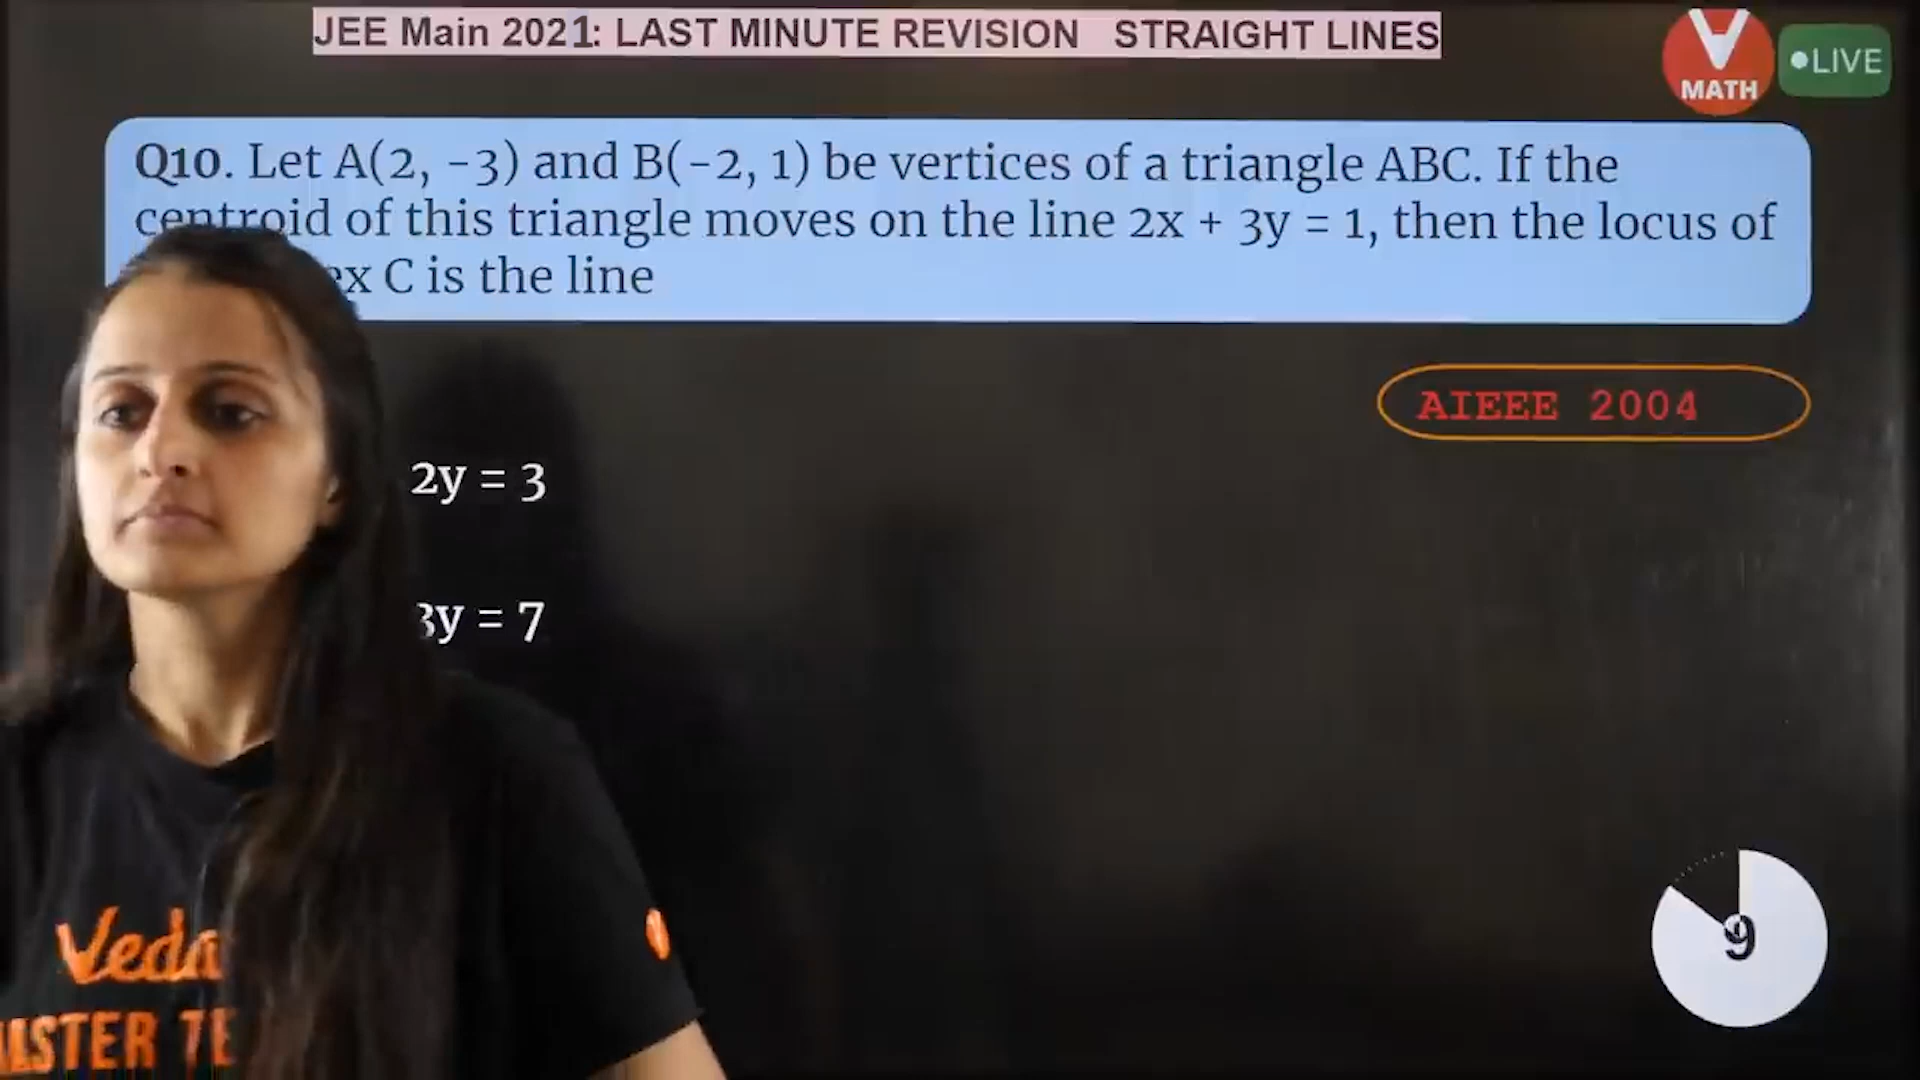 JEE Main 2021: LAST MINUTE REVISION STRAIGHT LINES
MATH
LIVE
Q10. Let A(2, -3) and B(-2, 1) be vertices of a triangle ABC. If the
centroid of this triangle moves on the line 2x + 3y = 1, then the locus of
C is the line
AIEEE 2004
2y = 3
3y = 7
9